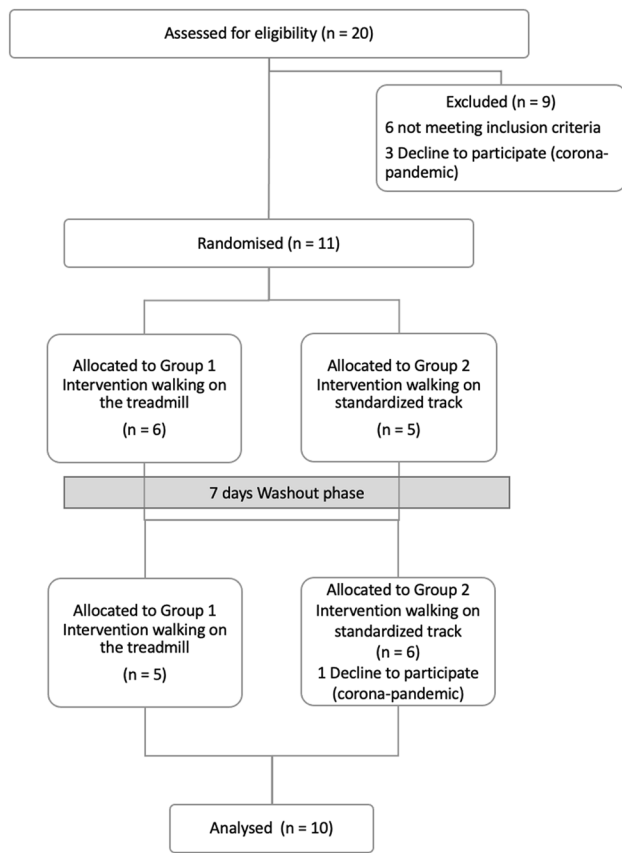 Assessed for eligibility (n = 20)
Excluded (n = 9)
6 not meeting inclusion criteria
3 Decline to participate (corona-
pandemic)
Randomised (n = 11)
Allocated to Group 1
Intervention walking on
the treadmill
(n = 6)
Allocated to Group 2
Intervention walking on
standardized track
(n = 5)
7 days Washout phase
Allocated to Group 1
Intervention walking on
the treadmill
(n = 5)
Allocated to Group 2
Intervention walking on
standardized track
(n = 6)
1 Decline to participate
(corona-pandemic)
Analysed (n = 10)